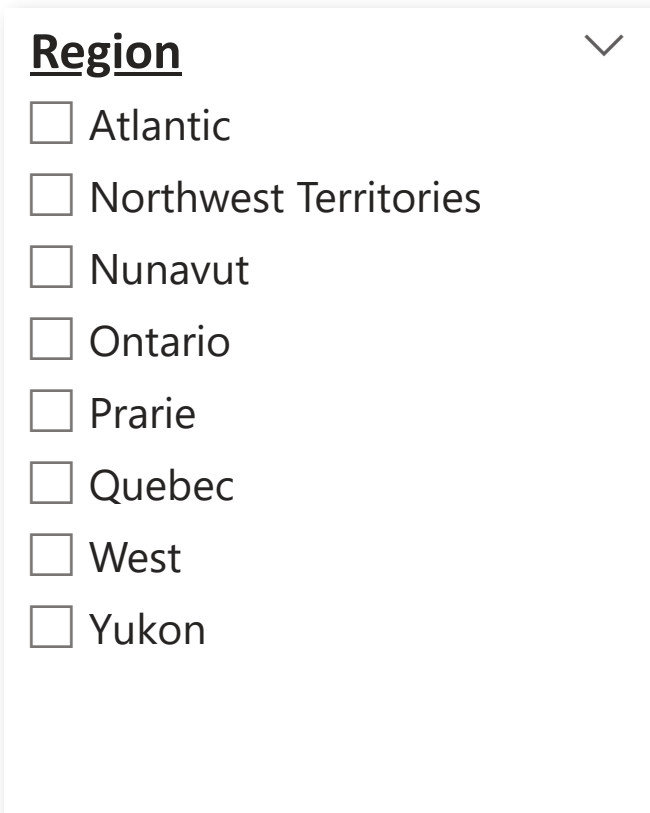 Region
Atlantic
Northwest Territories
Nunavut
Ontario
Prarie
Quebec
West
Yukon